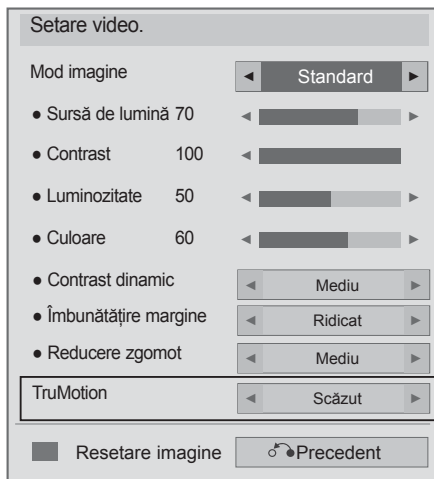 Setare video.
Mod imagine ◄ Standard ►
● Sursă de lumină 70 ◄ ►
● Contrast 100 ◄
● Luminozitate 50 ◄ ►
● Culoare 60 ◄ ►
● Contrast dinamic ◄ Mediu ►
● Îmbunătăţire margine ◄ Ridicat ►
● Reducere zgomot ◄ Mediu ►
TruMotion ◄ Scăzut ►
Resetare imagine Precedent